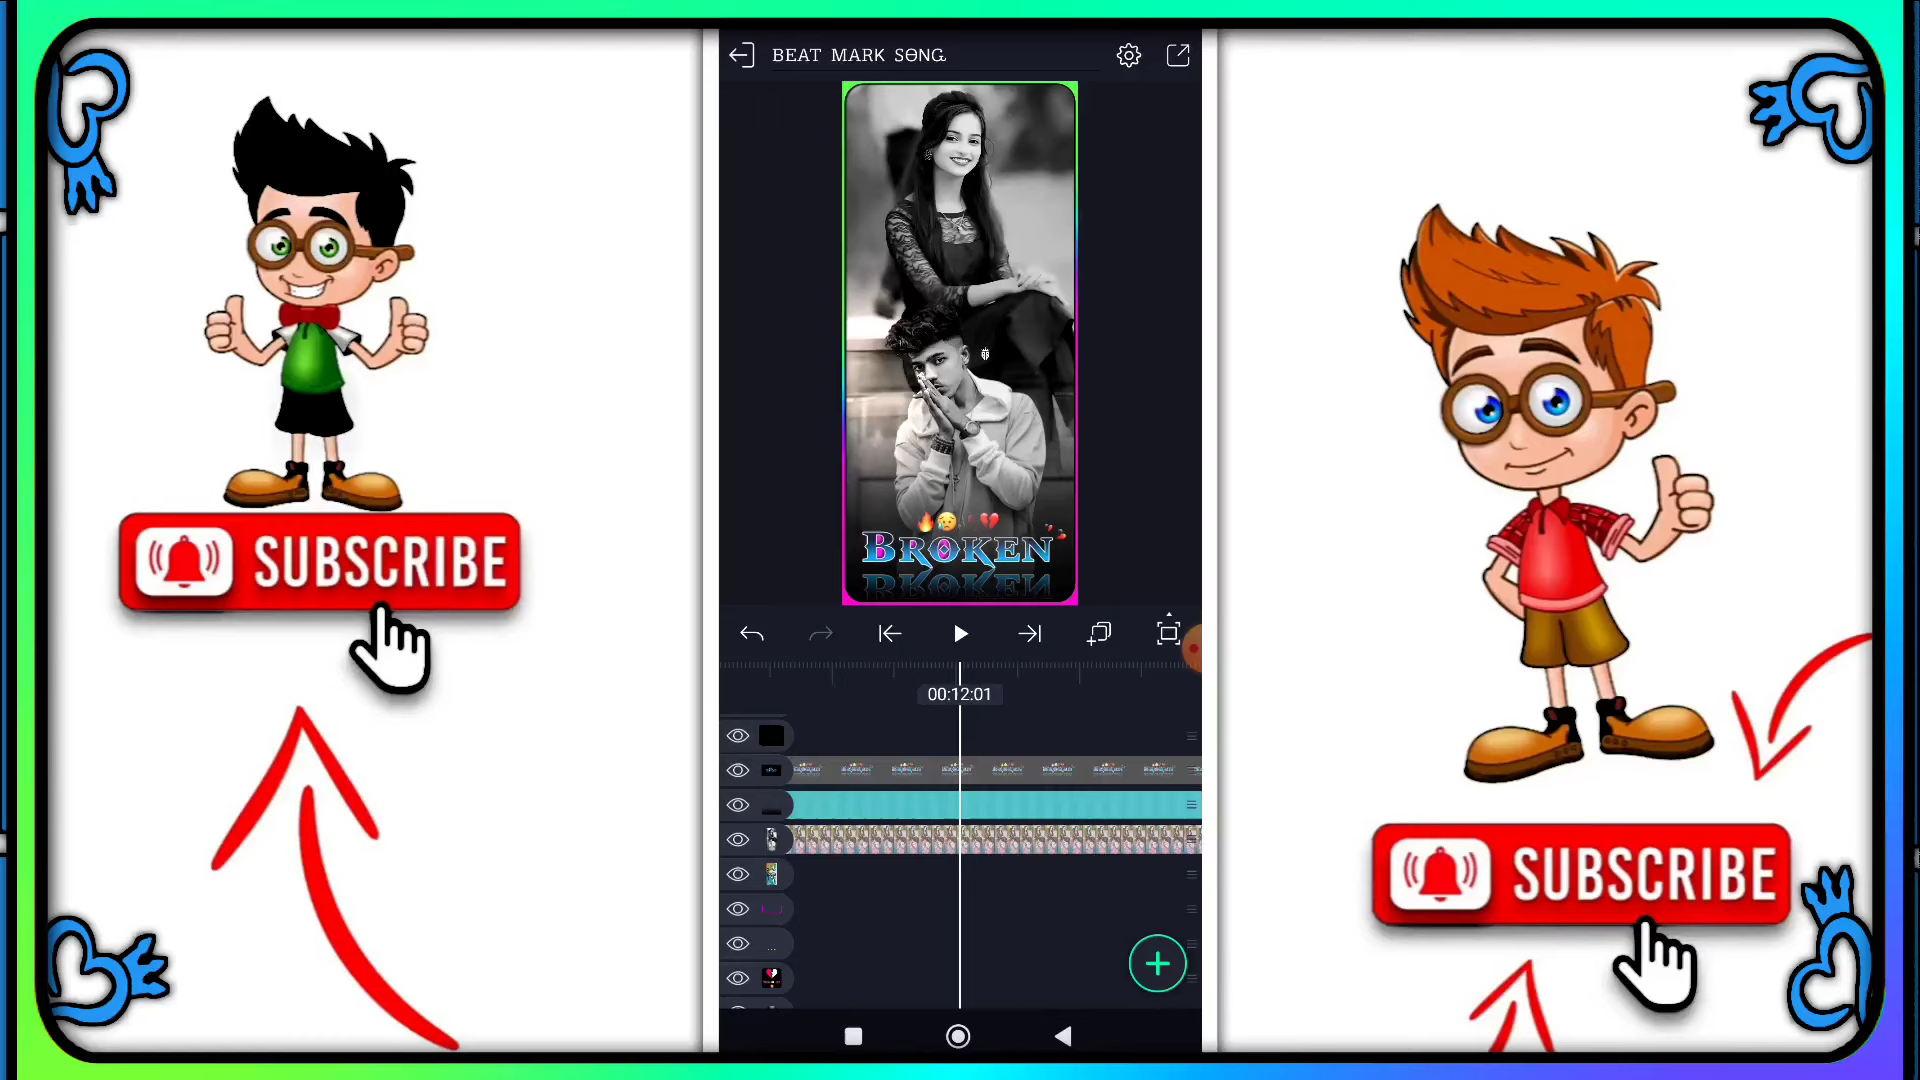 BEAT MARK SONG
BROKEN
BROKEN
00:12:01
SUBSCRIBE
SUBSCRIBE